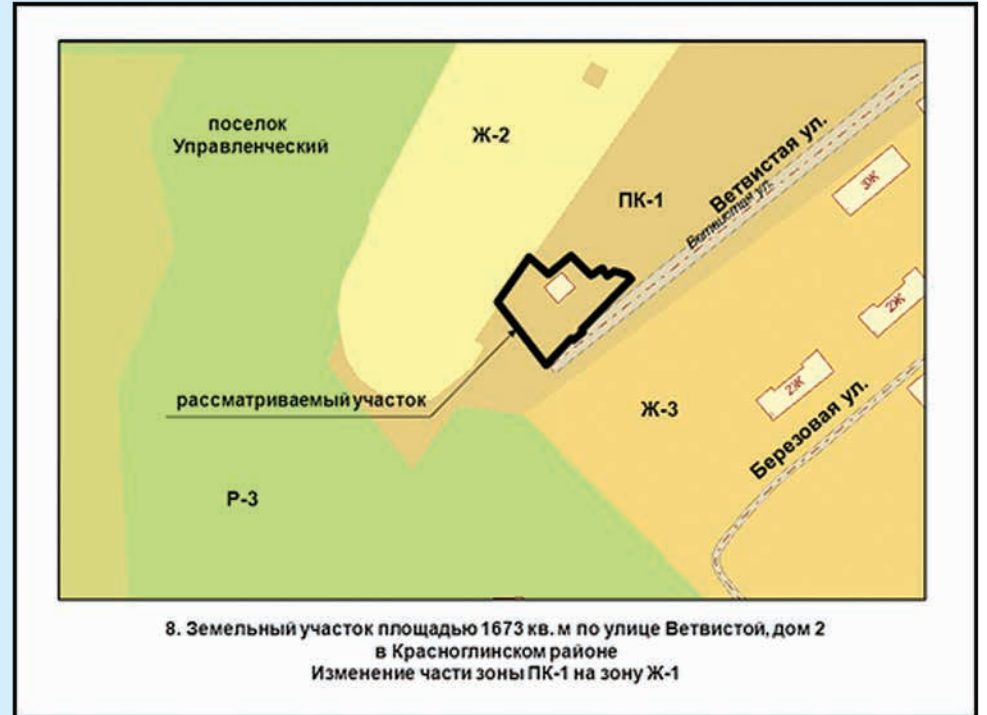 поселок
Управленческий
Ж-2
ПК-1
Ветвистая ул.
Ветвистая ул.
3Ж
2Ж
2Ж
рассматриваемый участок
Ж-3
Березовая ул.
Р-3
8. Земельный участок площадью 1673 кв. м по улице Ветвистой, дом 2
в Красноглинском районе
Изменение части зоны ПК-1 на зону Ж-1